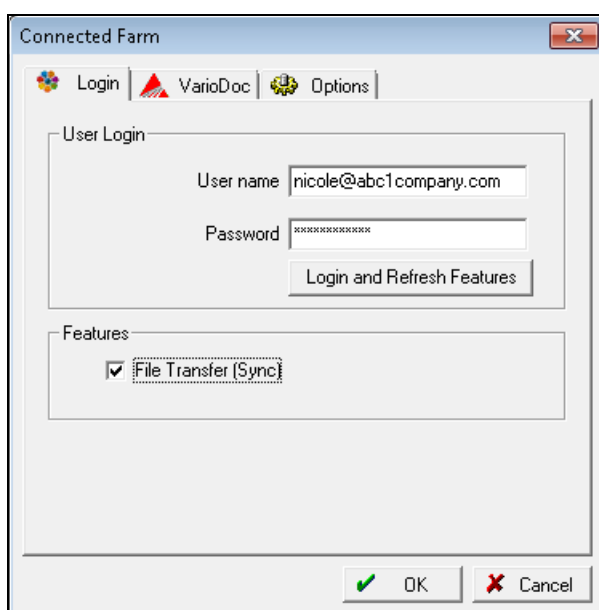 Connected Farm
Login VarioDoc Options
User Login
User name nicole@abc1company.com
Password ************
Login and Refresh Features
Features
File Transfer (Sync)
OK Cancel